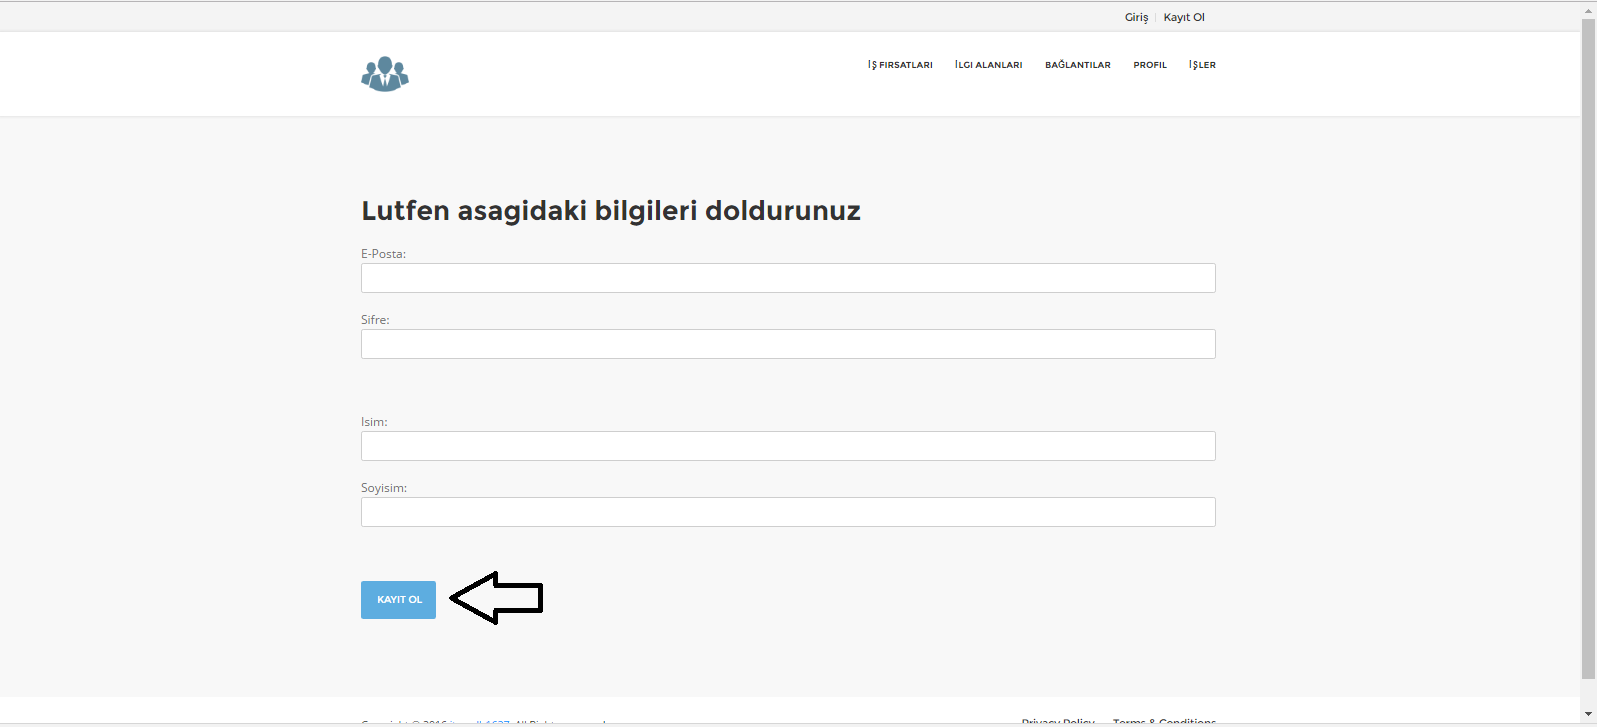 Giriş Kayıt Ol
İŞ FIRSATLARI İLGI ALANLARI BAĞLANTILAR PROFIL İŞLER
Lutfen asagidaki bilgileri doldurunuz
E-Posta:
Sifre:
Isim:
Soyisim:
KAYIT OL
Privacy Policy Terms & Conditions